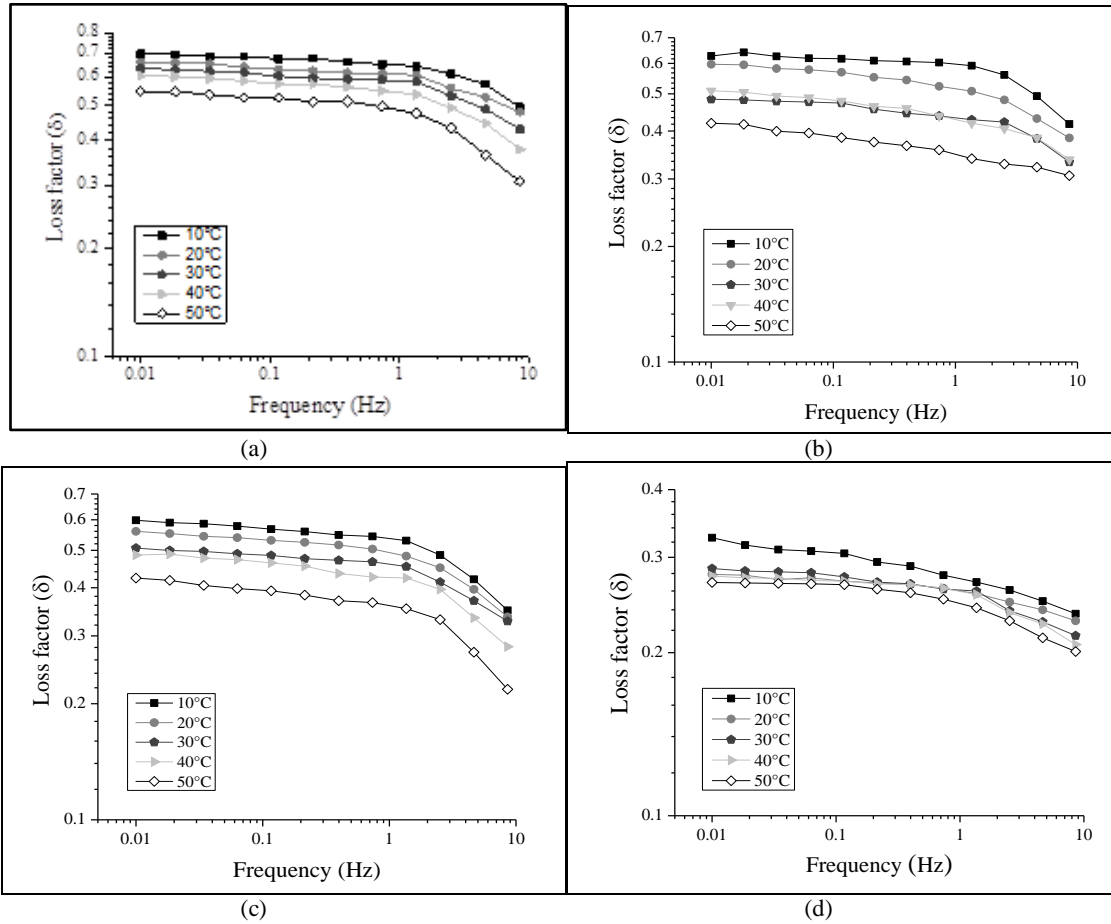 0.8
0.7
0.6
0.5
0.4
0.3
0.2
0.1
Loss factor (δ)
10°C
20°C
30°C
40°C
50°C
0.01
0.1
1
10
Frequency (Hz)
(a)
0.7
0.6
0.5
0.4
0.3
0.2
0.1
Loss factor (δ)
10°C
20°C
30°C
40°C
50°C
0.01
0.1
1
10
Frequency (Hz)
(b)
0.7
0.6
0.5
0.4
0.3
0.2
0.1
Loss factor (δ)
10°C
20°C
30°C
40°C
50°C
0.01
0.1
1
10
Frequency (Hz)
(c)
0.4
0.3
0.2
0.1
Loss factor (δ)
10°C
20°C
30°C
40°C
50°C
0.01
0.1
1
10
Frequency (Hz)
(d)